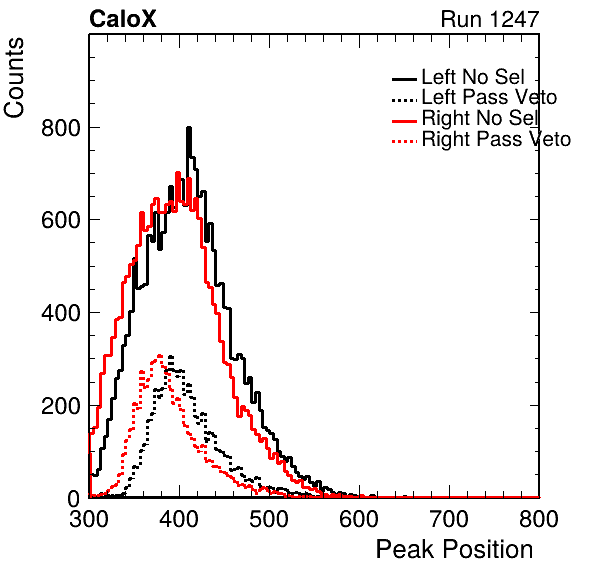 CaloX Run 1247
Counts
Left No Sel
Left Pass Veto
Right No Sel
Right Pass Veto
800
600
400
200
0
300 400 500 600 700 800
Peak Position